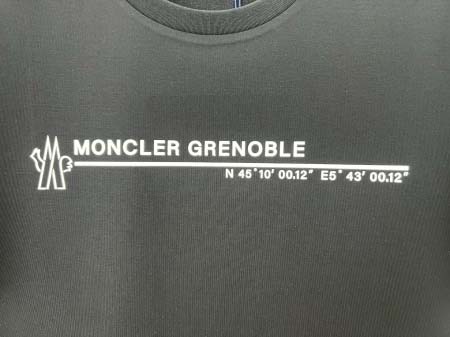 MONCLER GRENOBLE
N 45° 10' 00.12" E5° 43' 00.12"